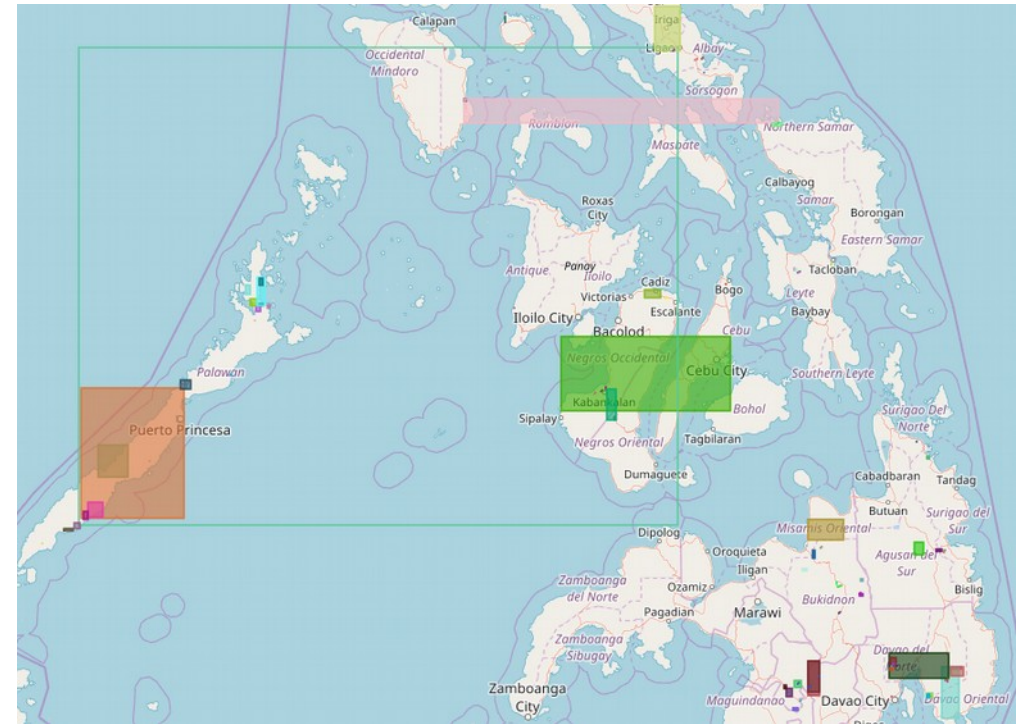 Iriga
Calapan
Ligao
Albay
Occidental
Mindoro
Sorsogon
Romblon
Northern Samar
Masbate
Calbayog
Samar
Roxas
City
Borongan
Eastern Samar
Antique
Panay
Iloilo
Tacloban
Cadiz
Bogo
Victorias
Leyte
Escalante
Iloilo City
Baybay
Bacolod
Cebu
Negros Occidental
Palawan
Cebu City
Southern Leyte
Kabankalan
Bohol
Surigao Del
Norte
Sipalay
Puerto Princesa
Tagbilaran
Negros Oriental
Dumaguete
Cabadbaran
Tandag
Butuan
Surigao del
Sur
Misamis Oriental
Dipolog
Oroquieta
Agusan del
Sur
Iligan
Zamboanga
del Norte
Ozamiz
Bislig
Bukidnon
Pagadian
Marawi
Zamboanga
Sibugay
Davao del
Norte
Zamboanga
City
Maguindanao
Davao City
Davao Oriental